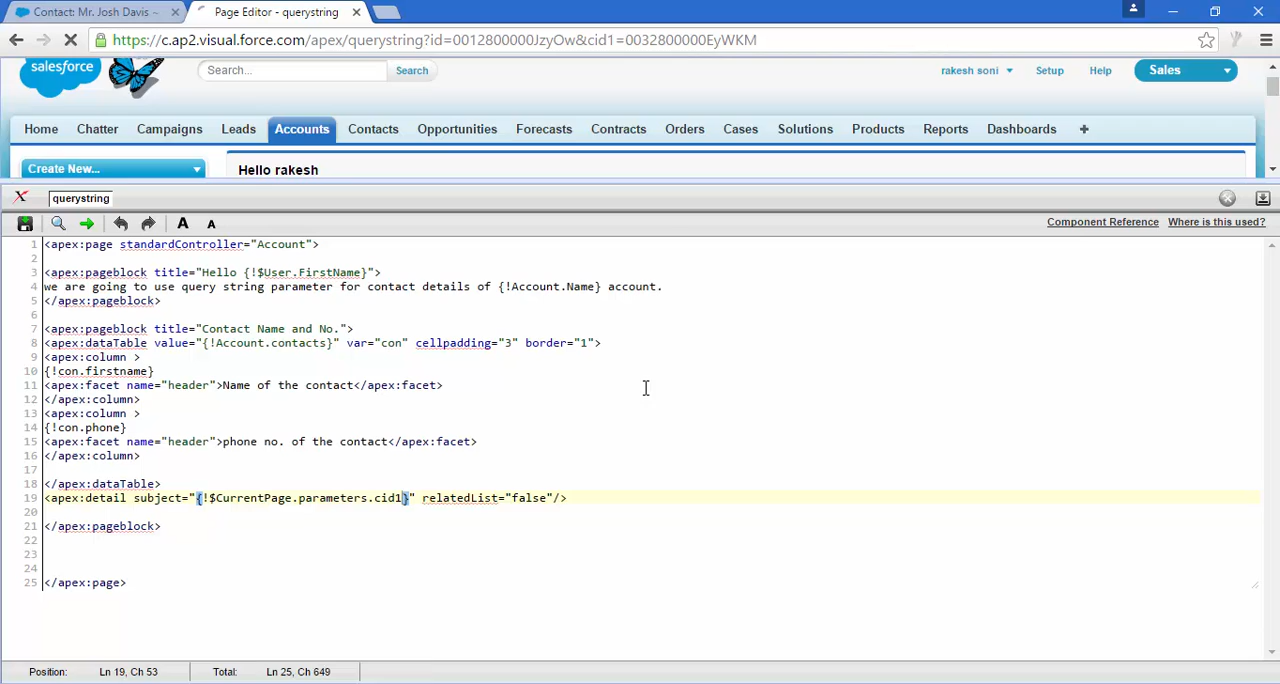 Contact: Mr. Josh Davis ~
Page Editor - querystring
https://c.ap2.visual.force.com/apex/querystring?id=0012800000JzyOw&cid1=0032800000EyWKM
salesforce
Search...
Search
rakesh soni
Setup
Help
Sales
Home Chatter Campaigns Leads Accounts Contacts Opportunities Forecasts Contracts Orders Cases Solutions Products Reports Dashboards +
Create New...
Hello rakesh
querystring
A A
Component Reference Where is this used?
1 <apex:page standardController="Account">
2
3 <apex:pageblock title="Hello {!$User.FirstName}">
4 we are going to use query string parameter for contact details of {!Account.Name} account.
5 </apex:pageblock>
6
7 <apex:pageblock title="Contact Name and No.">
8 <apex:dataTable value="{!Account.contacts}" var="con" cellpadding="3" border="1">
9 <apex:column >
10 {!con.firstname}
11 <apex:facet name="header">Name of the contact</apex:facet>
12 </apex:column>
13 <apex:column >
14 {!con.phone}
15 <apex:facet name="header">phone no. of the contact</apex:facet>
16 </apex:column>
17
18 </apex:dataTable>
19 <apex:detail subject="{!$CurrentPage.parameters.cid1}" relatedList="false"/>
20
21 </apex:pageblock>
22
23
24
25 </apex:page>
Position: Ln 19, Ch 53 Total: Ln 25, Ch 649